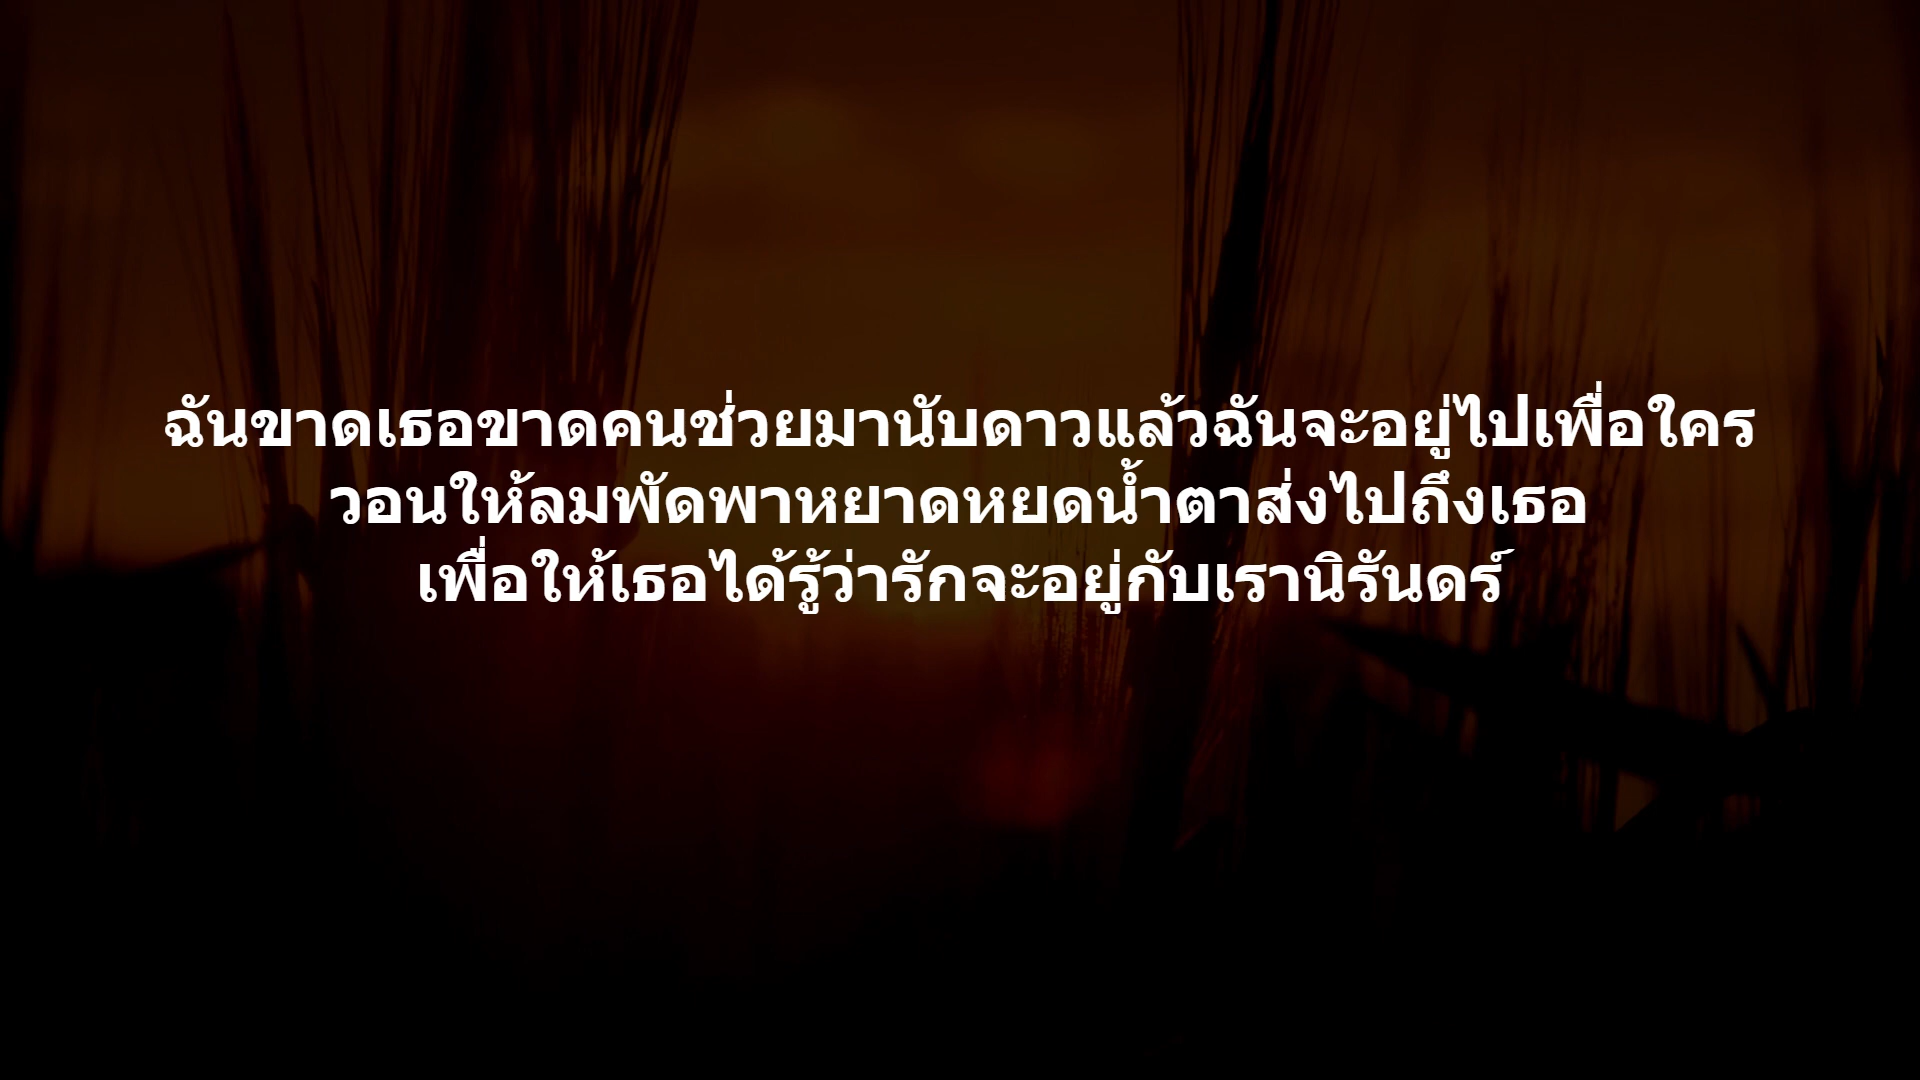 ฉันขาดเธอขาดคนช่วยมานับดาวแล้วฉันจะอยู่ไปเพื่อใคร
วอนให้ลมพัดพาหยาดหยดน้ำตาส่งไปถึงเธอ
เพื่อให้เธอได้รู้ว่ารักจะอยู่กับเรานิรันดร์